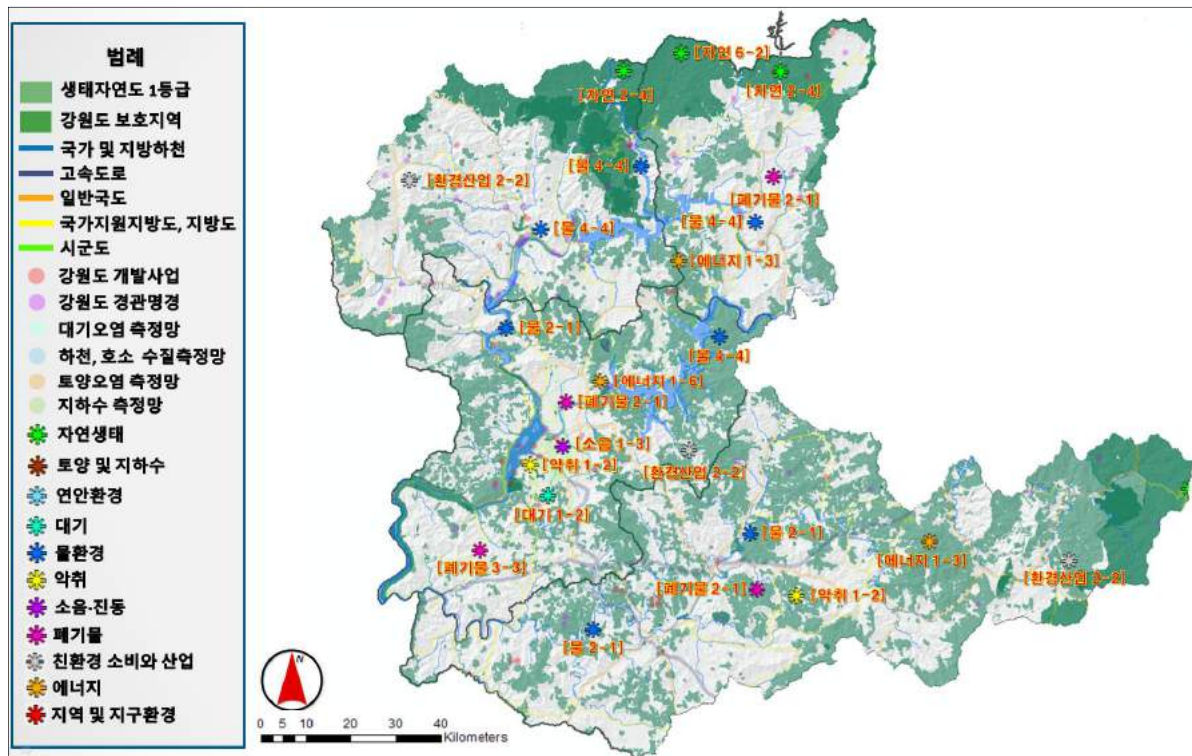 범례
생태자연도 1등급
강원도 보호지역
국가 및 지방하천
고속도로
일반국도
국가지원지방도, 지방도
시군도
강원도 개발사업
강원도 경관명경
대기오염 측정망
하천, 호소 수질측정망
토양오염 측정망
지하수 측정망
자연생태
토양 및 지하수
연안환경
대기
물환경
악취
소음·진동
폐기물
친환경 소비와 산업
에너지
지역 및 지구환경
[자연 6-2]
[자연 2-4]
[자연 2-4]
[물 4-4]
[환경산업 2-2]
[폐기물 2-1]
[물 4-4]
[물 4-4]
[에너지 1-3]
[물 2-1]
[물 4-4]
[에너지 1-6]
[폐기물 2-1]
[소음 1-3]
[악취 1-2]
[환경산업 2-2]
[대기 1-2]
[물 2-1]
[에너지 1-3]
[폐기물 3-3]
[환경산업 2-2]
[폐기물 2-1]
[악취 1-2]
[물 2-1]
N
0 5 10 20 30 40
Kilometers